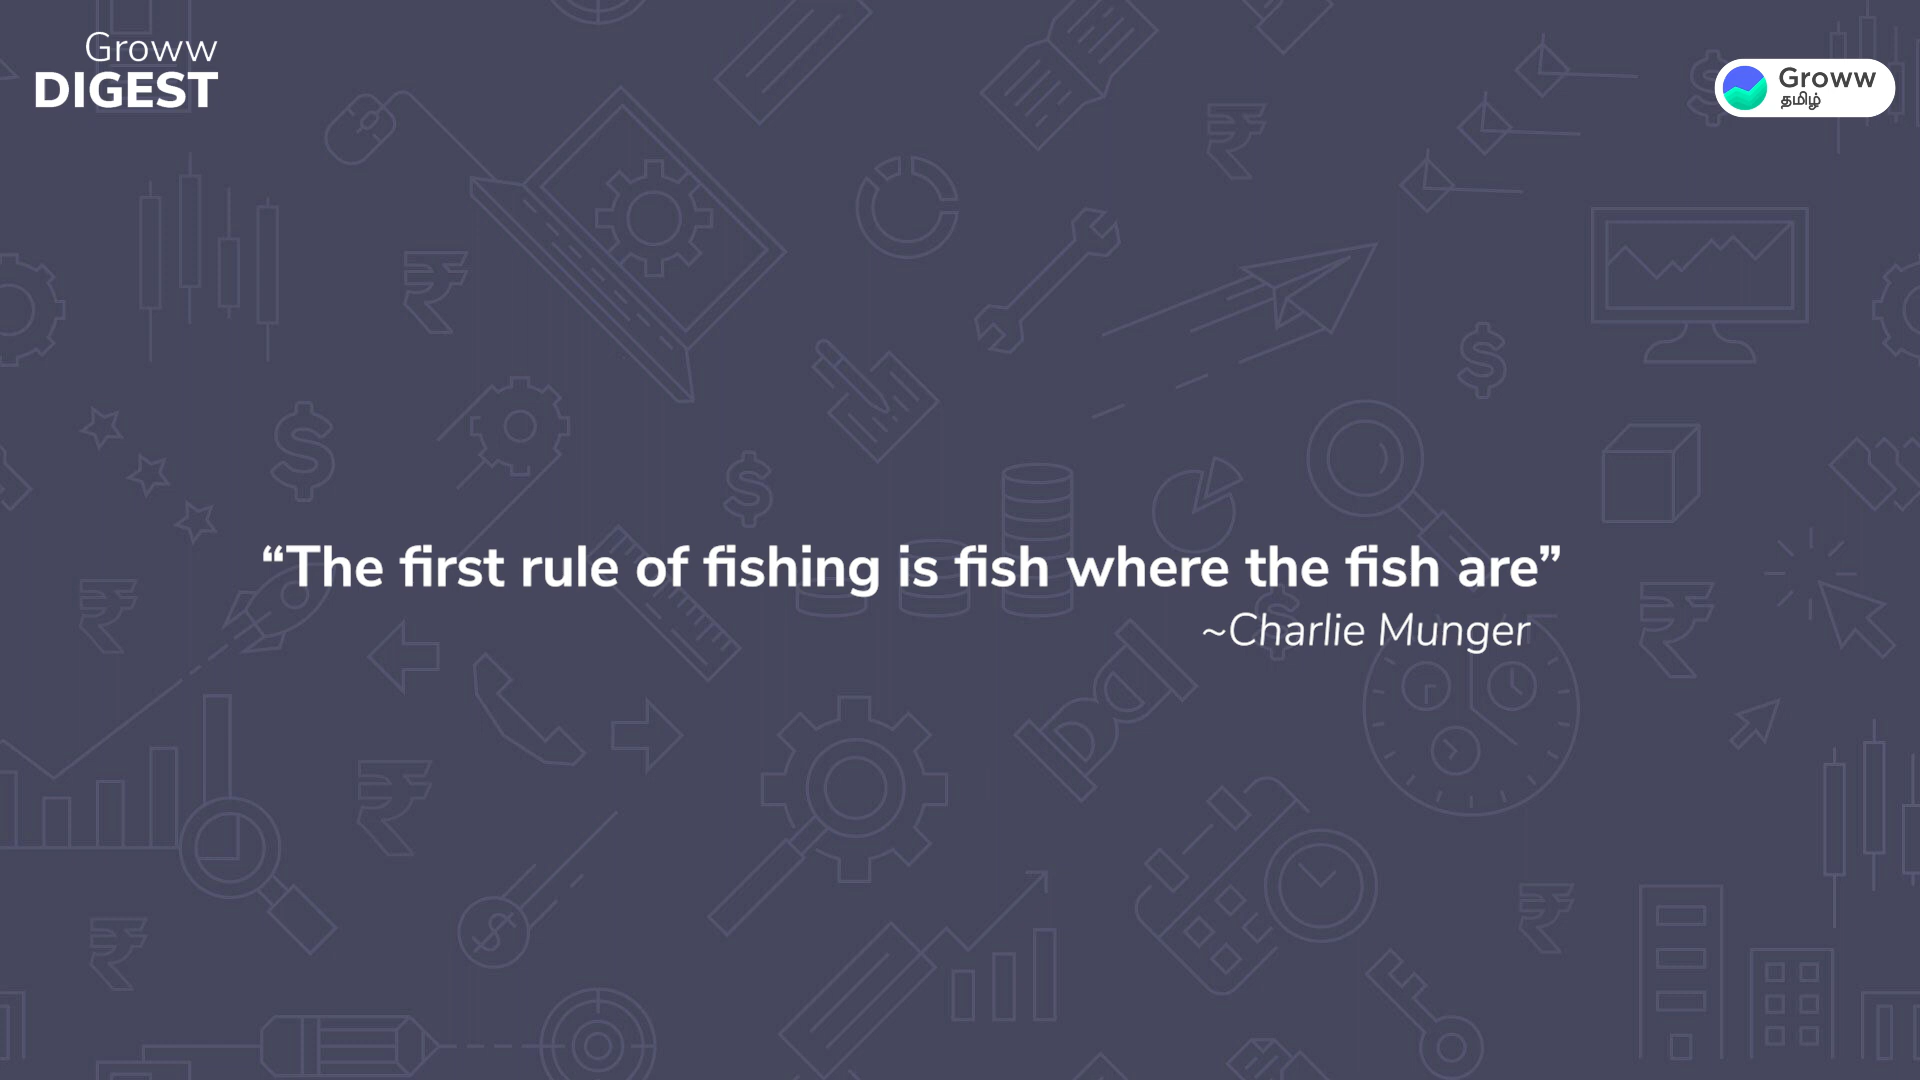 Groww
DIGEST
Groww
தமிழ்
“The first rule of fishing is fish where the fish are”
~Charlie Munger